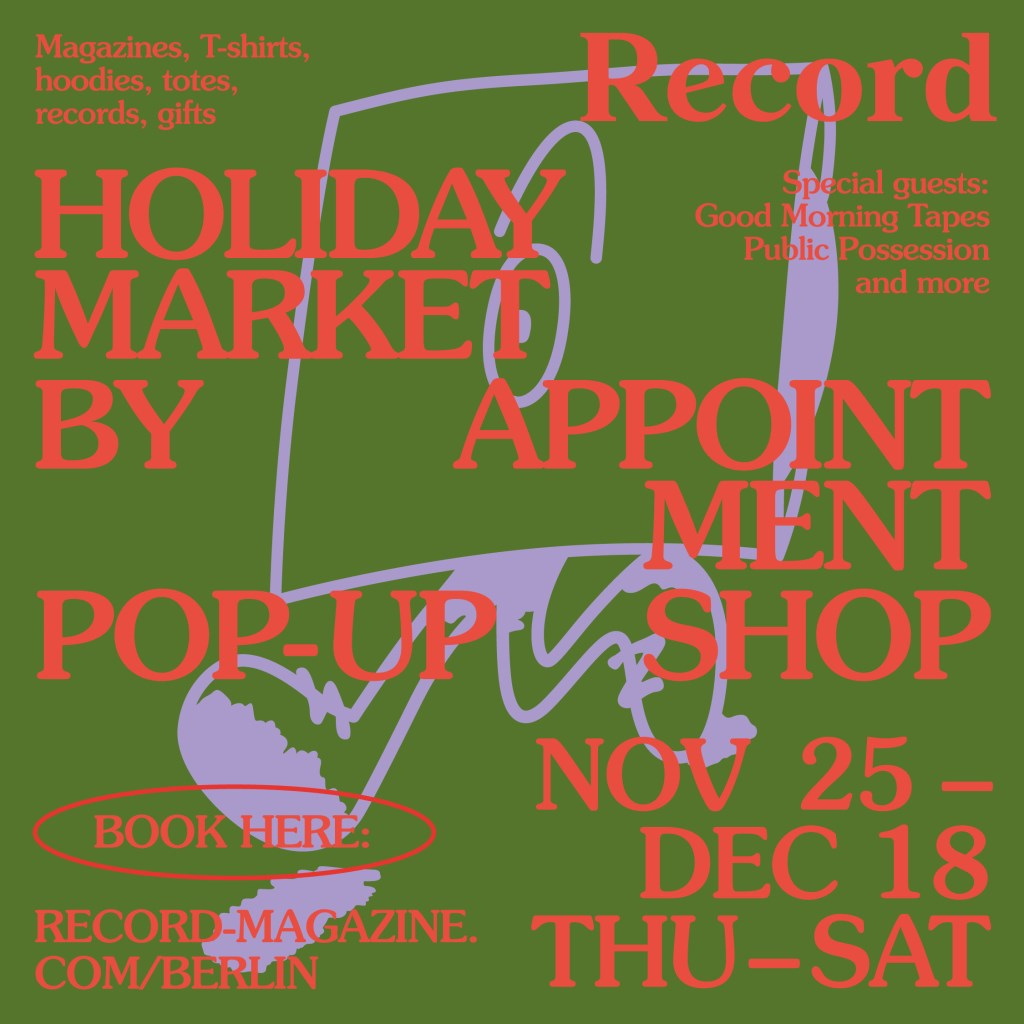 Magazines, T-shirts,
hoodies, totes,
records, gifts
Record
Special guests:
Good Morning Tapes
Public Possession
and more
HOLIDAY
MARKET
BY APPOINT
MENT
POP-UP SHOP
NOV 25 –
DEC 18
THU–SAT
BOOK HERE:
RECORD-MAGAZINE.
COM/BERLIN